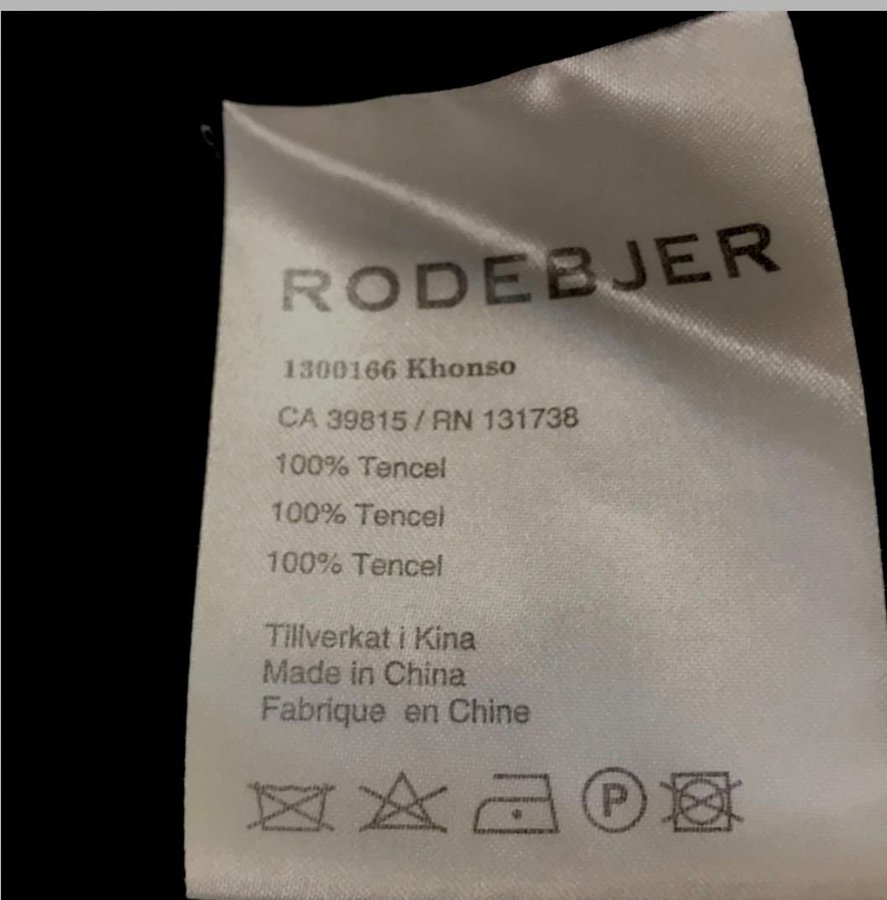 RODEBJER
1300166 Khonso
CA 39815 / RN 131738
100% Tencel
100% Tencel
100% Tencel
Tillverkat i Kina
Made in China
Fabrique en Chine
P